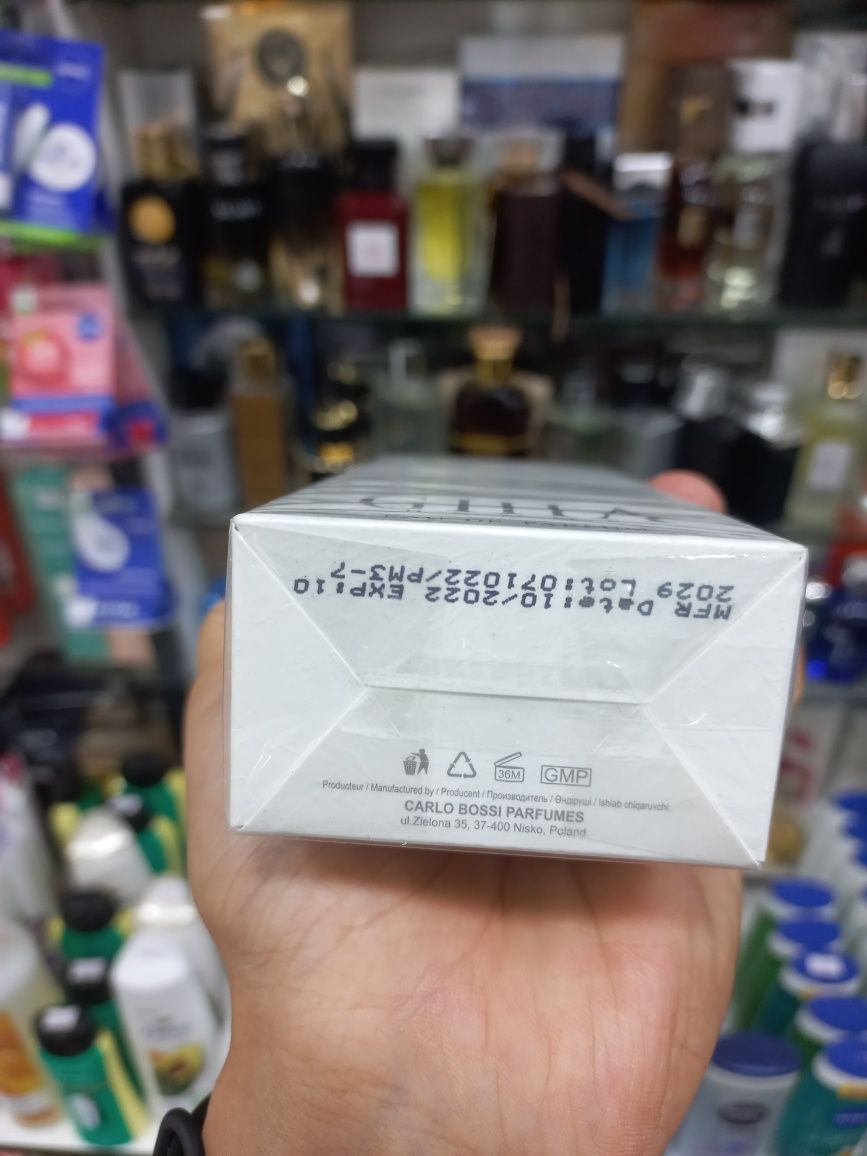 MFR Date:10/2022 EXP:10
2029 Lot:071022/PM3-7
36M
GMP
Producteur / Manufactured by / Producent / Производитель / Өндіруші / Ishlab chiqaruvchi:
CARLO BOSSI PARFUMES
ul.Zielona 35, 37-400 Nisko, Poland